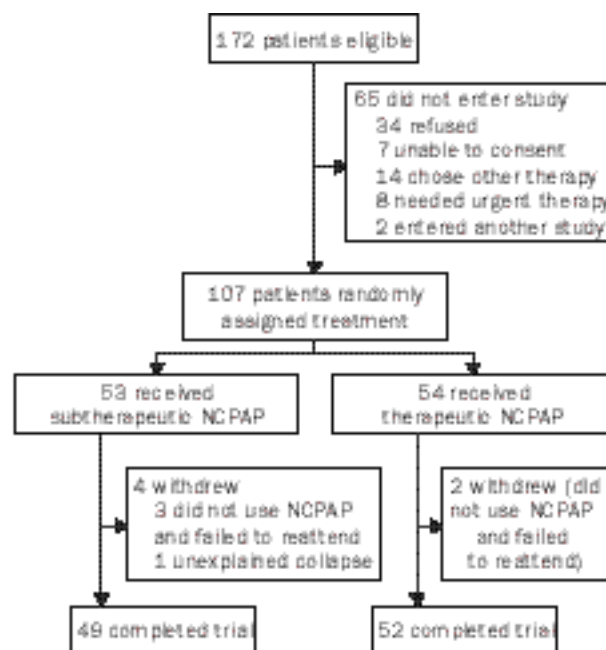 172 patients eligible
65 did not enter study
34 refused
7 unable to consent
14 chose other therapy
8 needed urgent therapy
2 entered another study
107 patients randomly
assigned treatment
53 received
subtherapeutic NCPAP
54 received
therapeutic NCPAP
4 withdrew
3 did not use NCPAP
and failed to reattend
1 unexplained collapse
2 withdrew (did
not use NCPAP
and failed
to reattend)
49 completed trial
52 completed trial